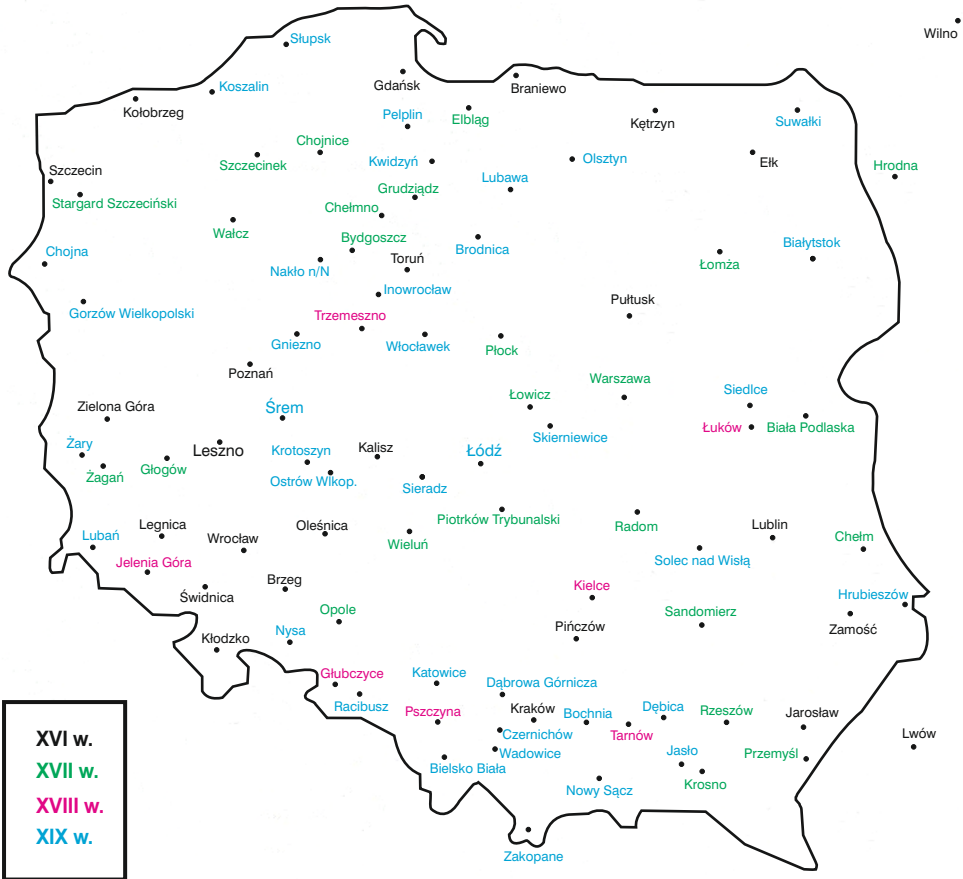 Słupsk
Wilno
Koszalin
Gdańsk
Braniewo
Kołobrzeg
Pelplin
Elbląg
Kętrzyn
Suwałki
Chojnice
Szczecinek
Kwidzyń
Olsztyn
Ełk
Hrodna
Szczecin
Lubawa
Grudziądz
Stargard Szczeciński
Chełmno
Wałcz
Bydgoszcz
Brodnica
Białytstok
Chojna
Toruń
Nakło n/N
Łomża
Inowrocław
Pułtusk
Gorzów Wielkopolski
Trzemeszno
Gniezno
Włocławek
Płock
Poznań
Warszawa
Łowicz
Siedlce
Zielona Góra
Śrem
Łuków
Biała Podlaska
Skierniewice
Żary
Leszno
Krotoszyn
Kalisz
Łódź
Żagań
Głogów
Ostrów Wlkop.
Sieradz
Piotrków Trybunalski
Legnica
Oleśnica
Radom
Lublin
Lubań
Wrocław
Wieluń
Chełm
Jelenia Góra
Solec nad Wisłą
Brzeg
Kielce
Świdnica
Hrubieszów
Opole
Sandomierz
Nysa
Pińczów
Zamość
Kłodzko
Głubczyce
Katowice
Dąbrowa Górnicza
Racibusz
Pszczyna
Kraków
Bochnia
Dębica
Rzeszów
Jarosław
Czernichów
Tarnów
Lwów
Wadowice
Jasło
Przemyśl
Bielsko Biała
Krosno
Nowy Sącz
Zakopane
XVI w.
XVII w.
XVIII w.
XIX w.